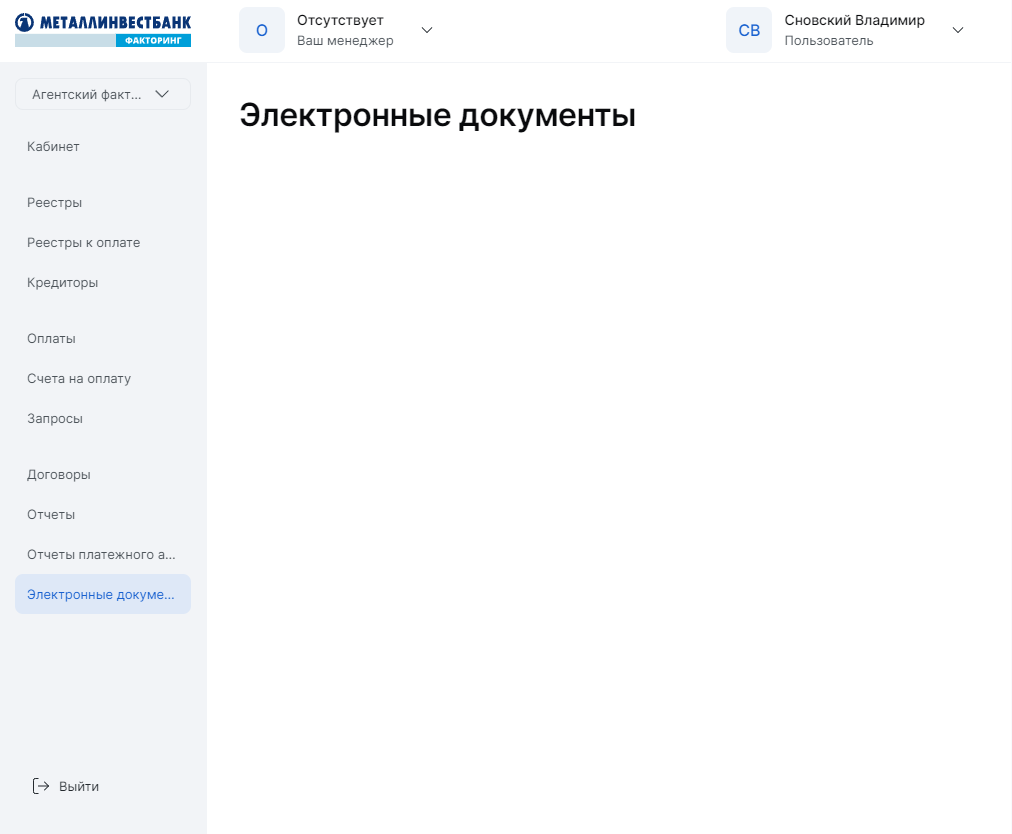 МЕТАЛЛИНВЕСТБАНК
ФАКТОРИНГ
О
Отсутствует
Ваш менеджер
СВ
Сновский Владимир
Пользователь
Агентский факт...
Кабинет
Реестры
Реестры к оплате
Кредиторы
Оплаты
Счета на оплату
Запросы
Договоры
Отчеты
Отчеты платежного а...
Электронные докуме...
Выйти
Электронные документы